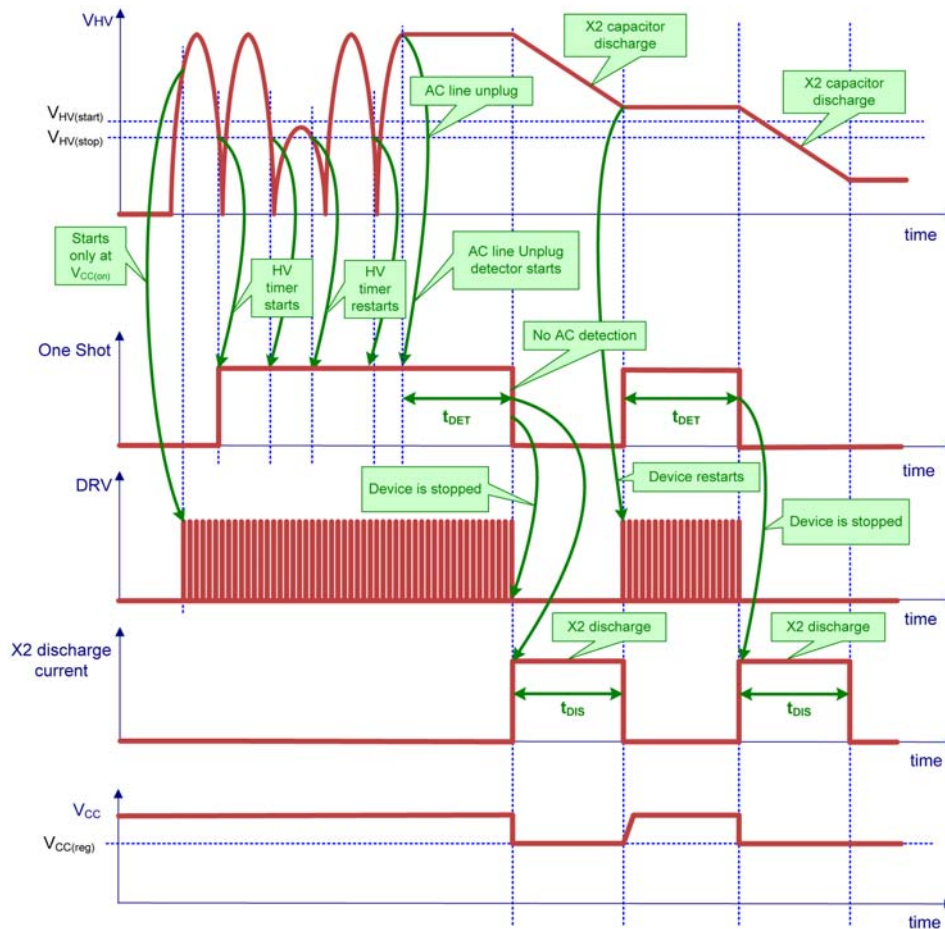 VHV
X2 capacitor
discharge
X2 capacitor
discharge
AC line unplug
VHV(start)
VHV(stop)
time
Starts
only at
VCC(on)
HV
timer
starts
HV
timer
restarts
AC line Unplug
detector starts
No AC detection
One Shot
tDET
tDET
time
DRV
Device is stopped
Device restarts
Device is stopped
time
X2 discharge
current
X2 discharge
X2 discharge
tDIS
tDIS
time
VCC
VCC(reg)
time